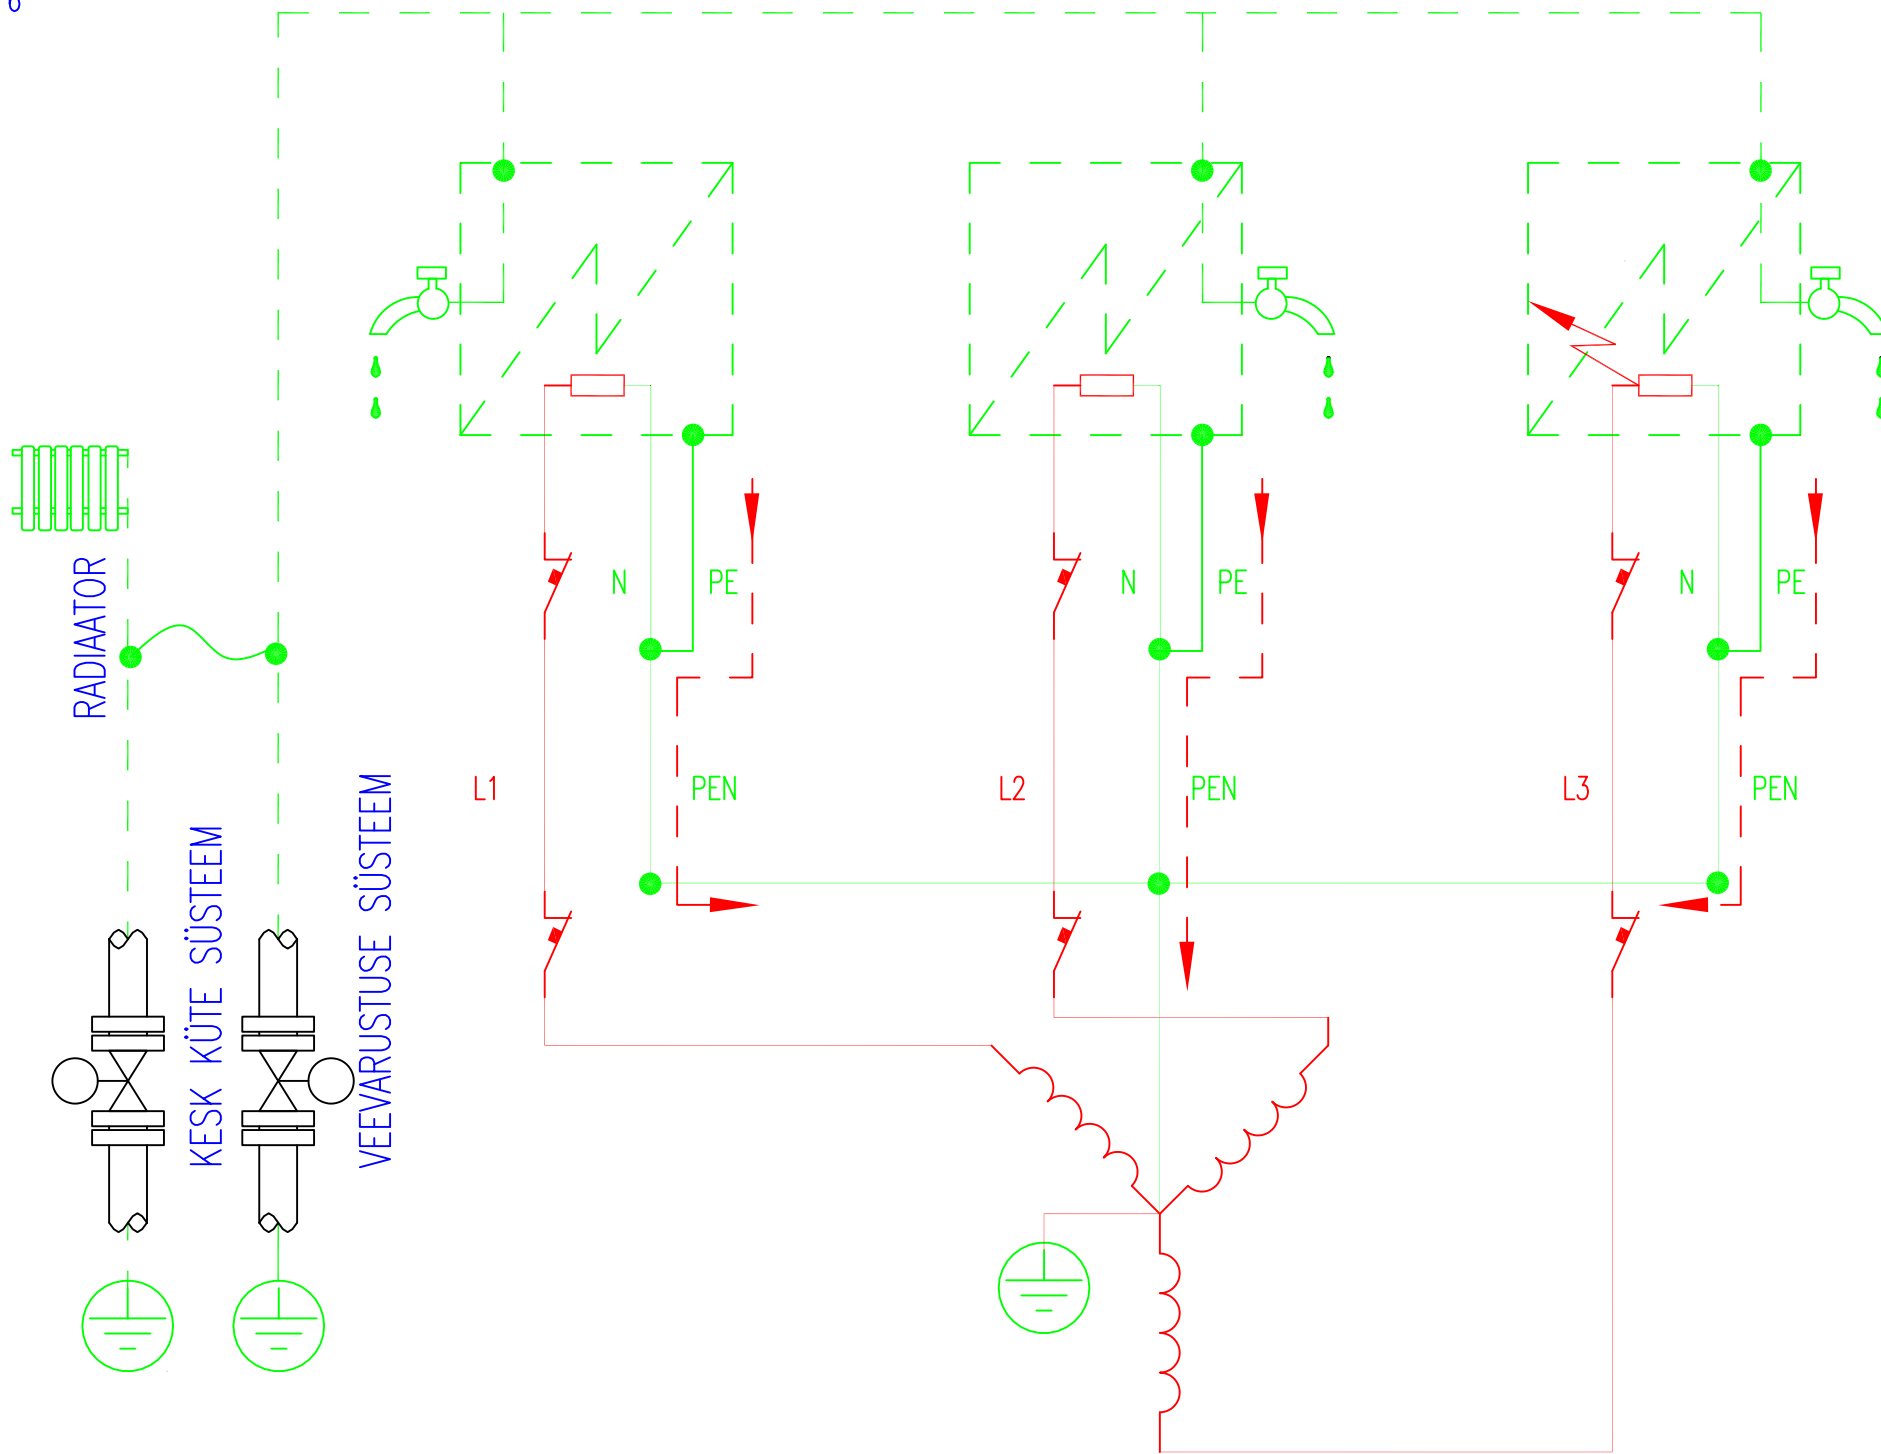 N
PE
N
PE
N
PE
RADIAATOR
L1
PEN
L2
PEN
L3
PEN
KESK KÜTE SÜSTEEM
VEEVARUSTUSE SÜSTEEM